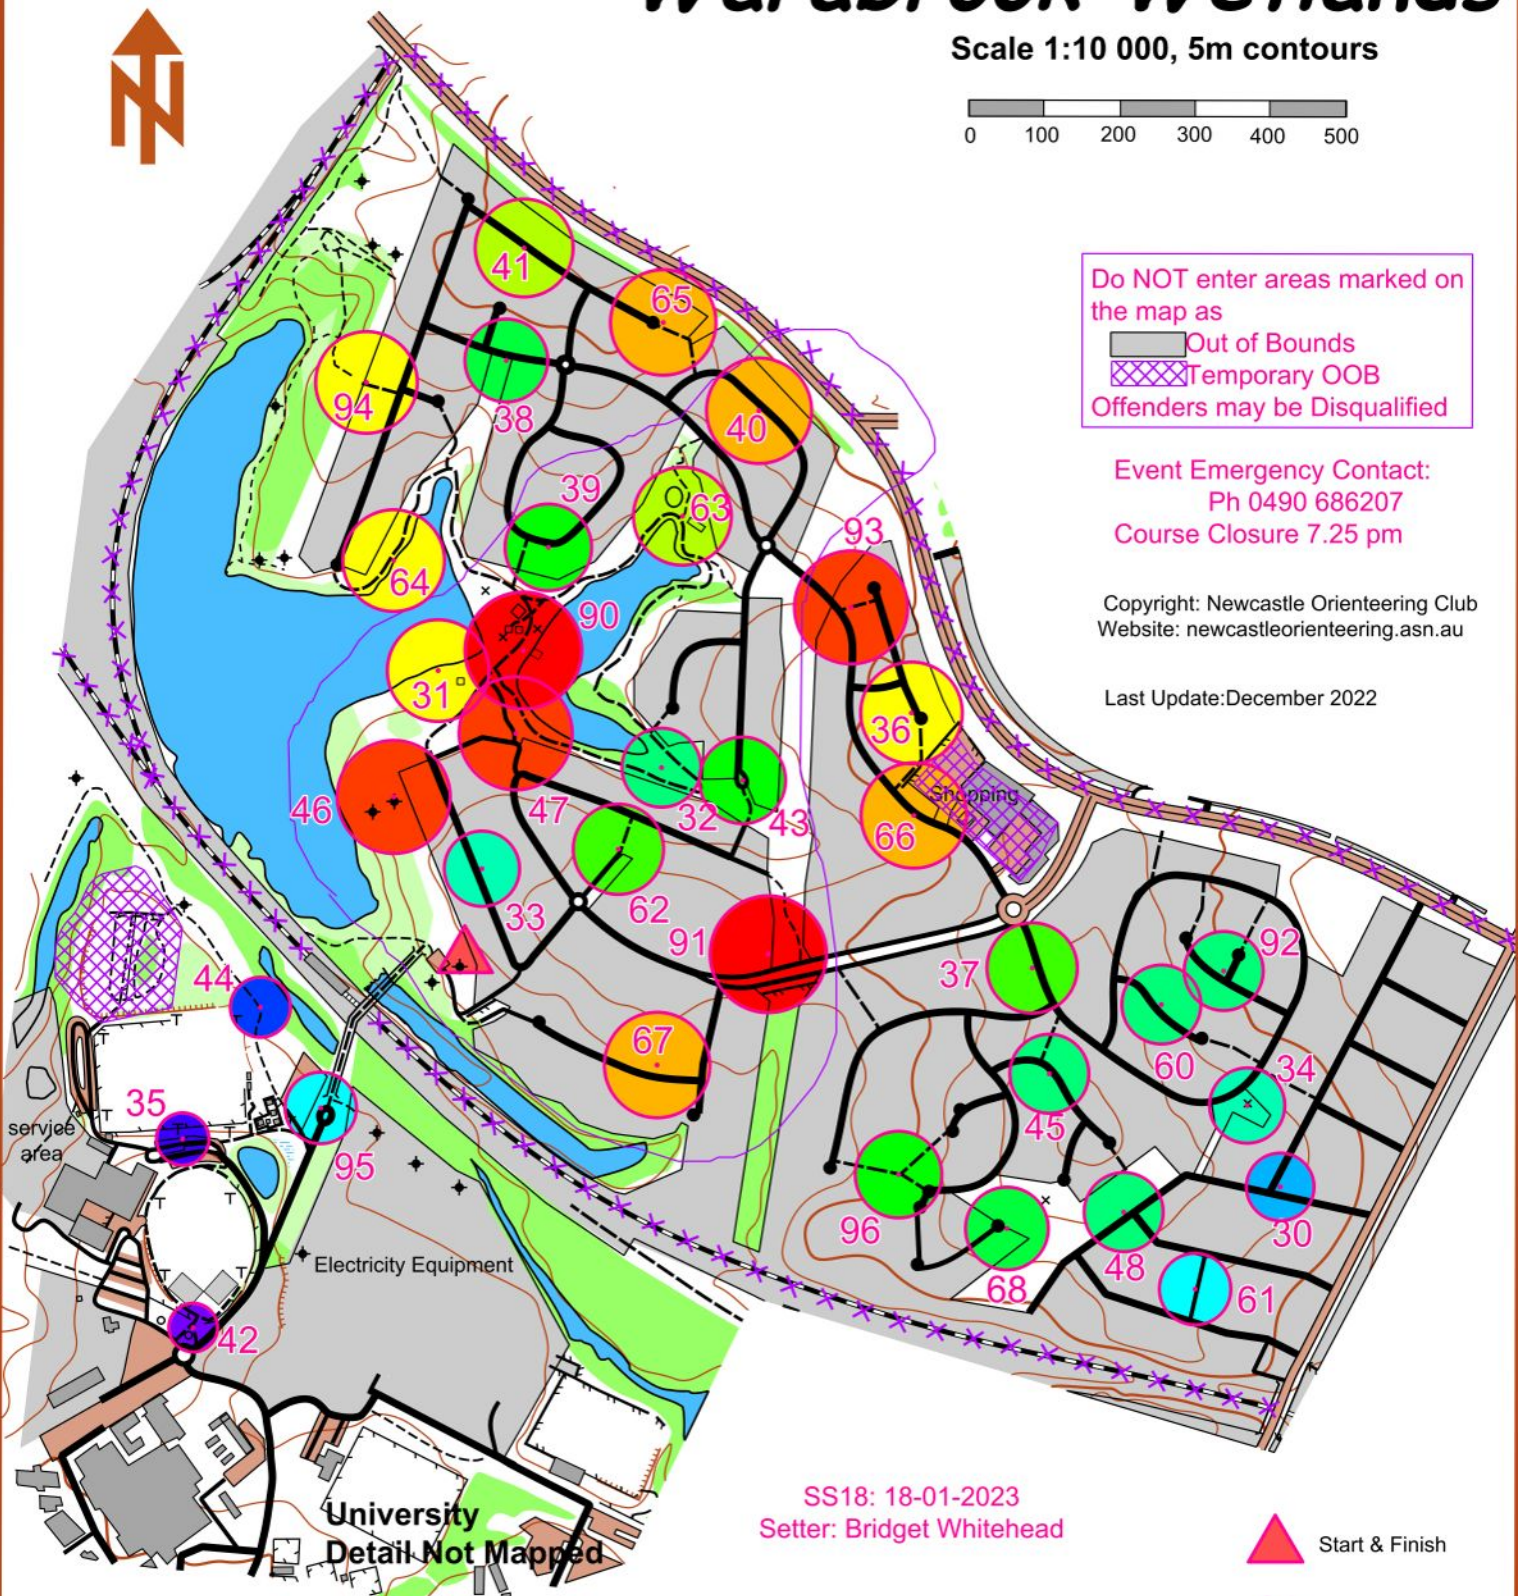 Warabrook Wetlands
Scale 1:10 000, 5m contours
0 100 200 300 400 500
N
Do NOT enter areas marked on
the map as
Out of Bounds
Temporary OOB
Offenders may be Disqualified
Event Emergency Contact:
Ph 0490 686207
Course Closure 7.25 pm
Copyright: Newcastle Orienteering Club
Website: newcastleorienteering.asn.au
Last Update:December 2022
41
65
94
38
40
39
63
93
64
90
31
36
Shopping
46
47
32
43
66
33
62
91
37
92
44
67
60
34
35
service
area
95
45
96
68
48
30
61
Electricity Equipment
42
University
Detail Not Mapped
SS18: 18-01-2023
Setter: Bridget Whitehead
Start & Finish